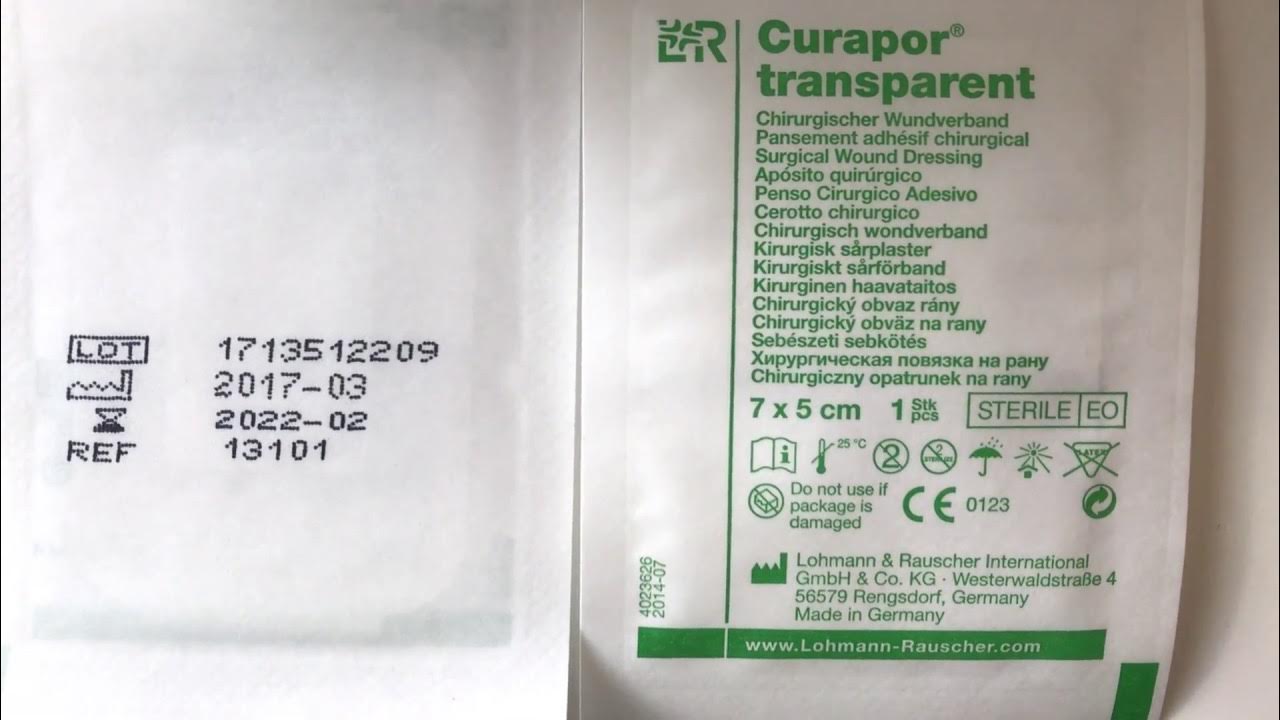 LOT 1713512209
2017-03
2022-02
REF 13101
L&R
Curapor®
transparent
Chirurgischer Wundverband
Pansement adhésif chirurgical
Surgical Wound Dressing
Apósito quirúrgico
Penso Cirurgico Adesivo
Cerotto chirurgico
Chirurgisch wondverband
Kirurgisk sårplaster
Kirurgiskt sårförband
Kirurginen haavataitos
Chirurgický obvaz rány
Chirurgický obväz na rany
Sebészeti sebkötés
Хирургическая повязка на рану
Chirurgiczny opatrunek na rany
7 x 5 cm 1 Stk pcs STERILE EO
i 25 °C 2 2 STERILIZE LATEX
Do not use if
package is
damaged
CE 0123
Lohmann & Rauscher International
GmbH & Co. KG · Westerwaldstraße 4
56579 Rengsdorf, Germany
Made in Germany
4023626
2014-07
www.Lohmann-Rauscher.com